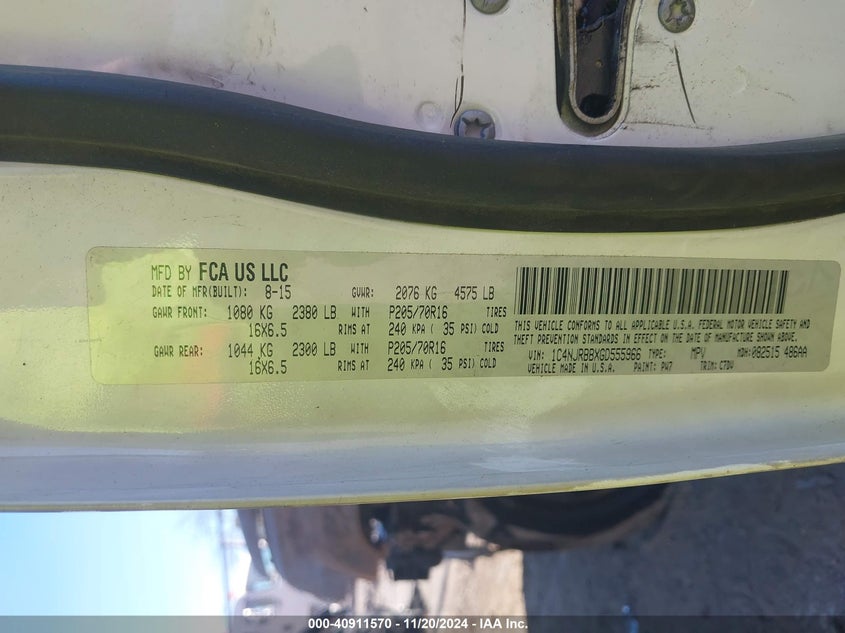 MFD BY FCA US LLC
DATE OF MFR(BUILT): 8-15 GVWR: 2076 KG 4575 LB
GAWR FRONT: 1080 KG 2380 LB WITH P205/70R16 TIRES
16X6.5 RIMS AT 240 KPA ( 35 PSI) COLD
GAWR REAR: 1044 KG 2300 LB WITH P205/70R16 TIRES
16X6.5 RIMS AT 240 KPA ( 35 PSI) COLD
THIS VEHICLE CONFORMS TO ALL APPLICABLE U.S.A. FEDERAL MOTOR VEHICLE SAFETY AND
THEFT PREVENTION STANDARDS IN EFFECT ON THE DATE OF MANUFACTURE SHOWN ABOVE.
VIN: 1C4NJRBBXGD555966 TYPE: MPV MDH:082515 486AA
VEHICLE MADE IN U.S.A. PAINT: PW7 TRIM:
000-40911570 - 11/20/2024 - IAA Inc.